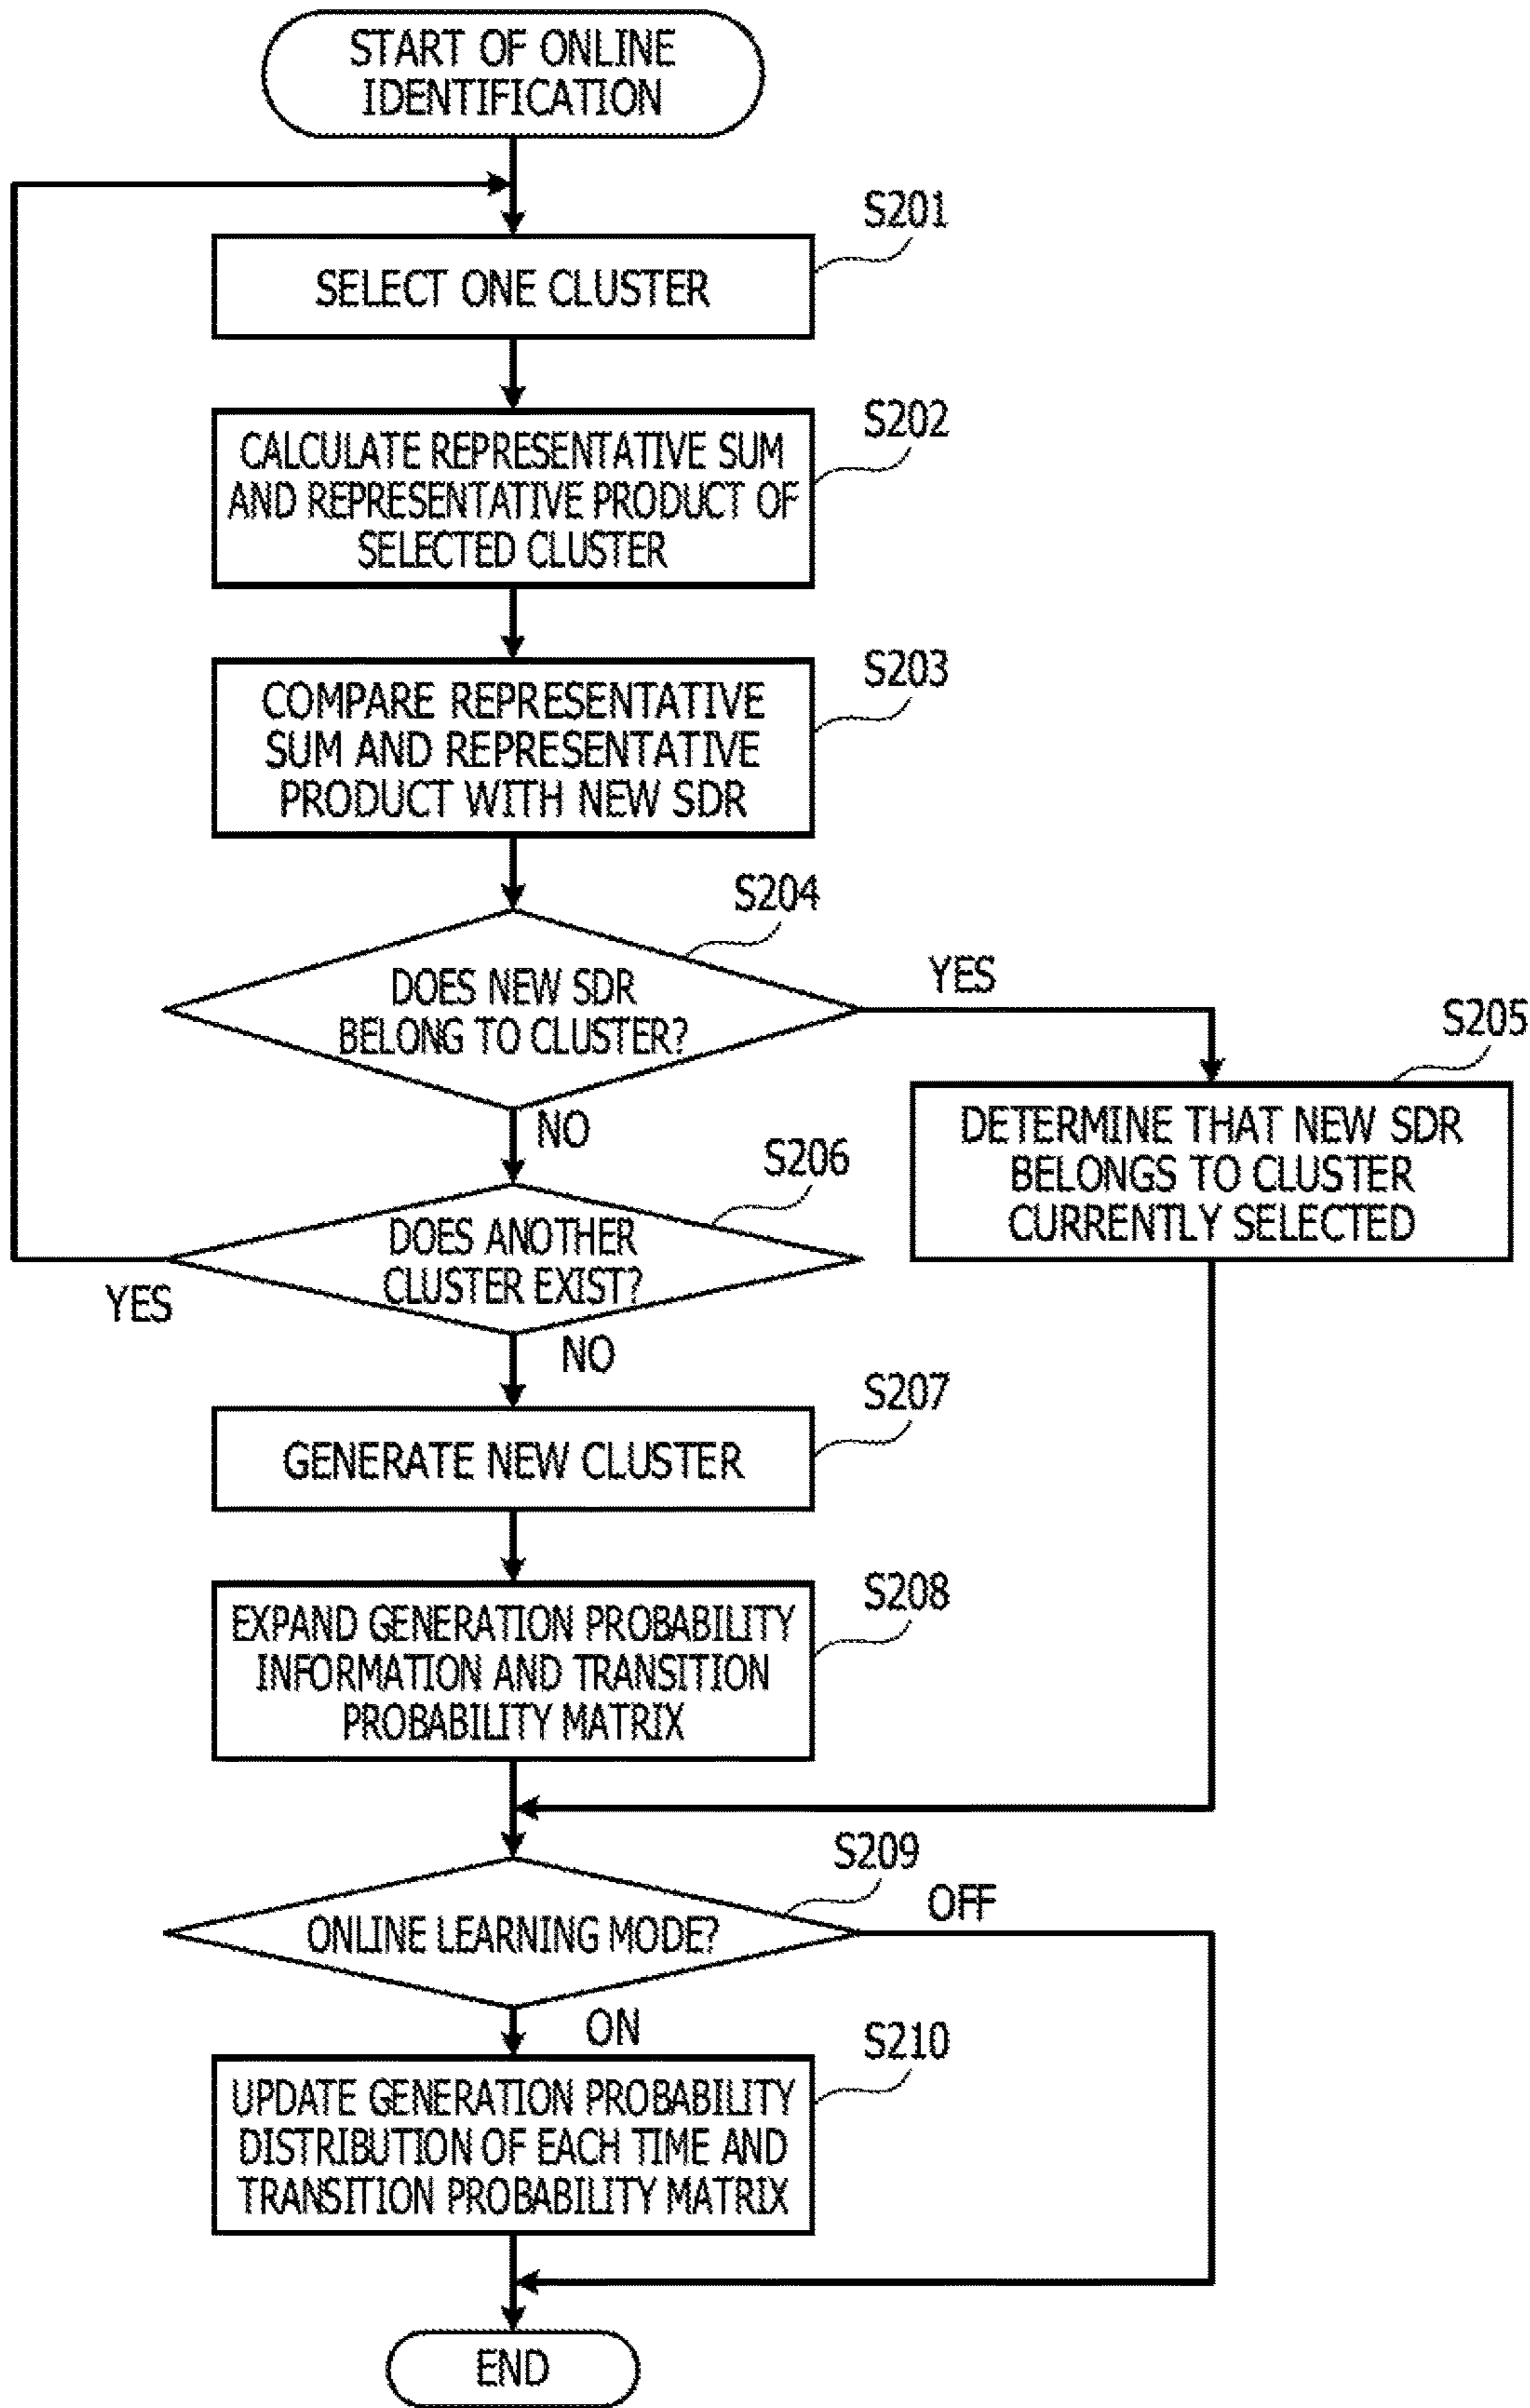 START OF ONLINE
IDENTIFICATION
S201
SELECT ONE CLUSTER
S202
CALCULATE REPRESENTATIVE SUM
AND REPRESENTATIVE PRODUCT OF
SELECTED CLUSTER
S203
COMPARE REPRESENTATIVE
SUM AND REPRESENTATIVE
PRODUCT WITH NEW SDR
S204
DOES NEW SDR
BELONG TO CLUSTER?
YES
NO
S205
DETERMINE THAT NEW SDR
BELONGS TO CLUSTER
CURRENTLY SELECTED
S206
DOES ANOTHER
CLUSTER EXIST?
YES
NO
S207
GENERATE NEW CLUSTER
S208
EXPAND GENERATION PROBABILITY
INFORMATION AND TRANSITION
PROBABILITY MATRIX
S209
ONLINE LEARNING MODE?
OFF
ON
S210
UPDATE GENERATION PROBABILITY
DISTRIBUTION OF EACH TIME AND
TRANSITION PROBABILITY MATRIX
END